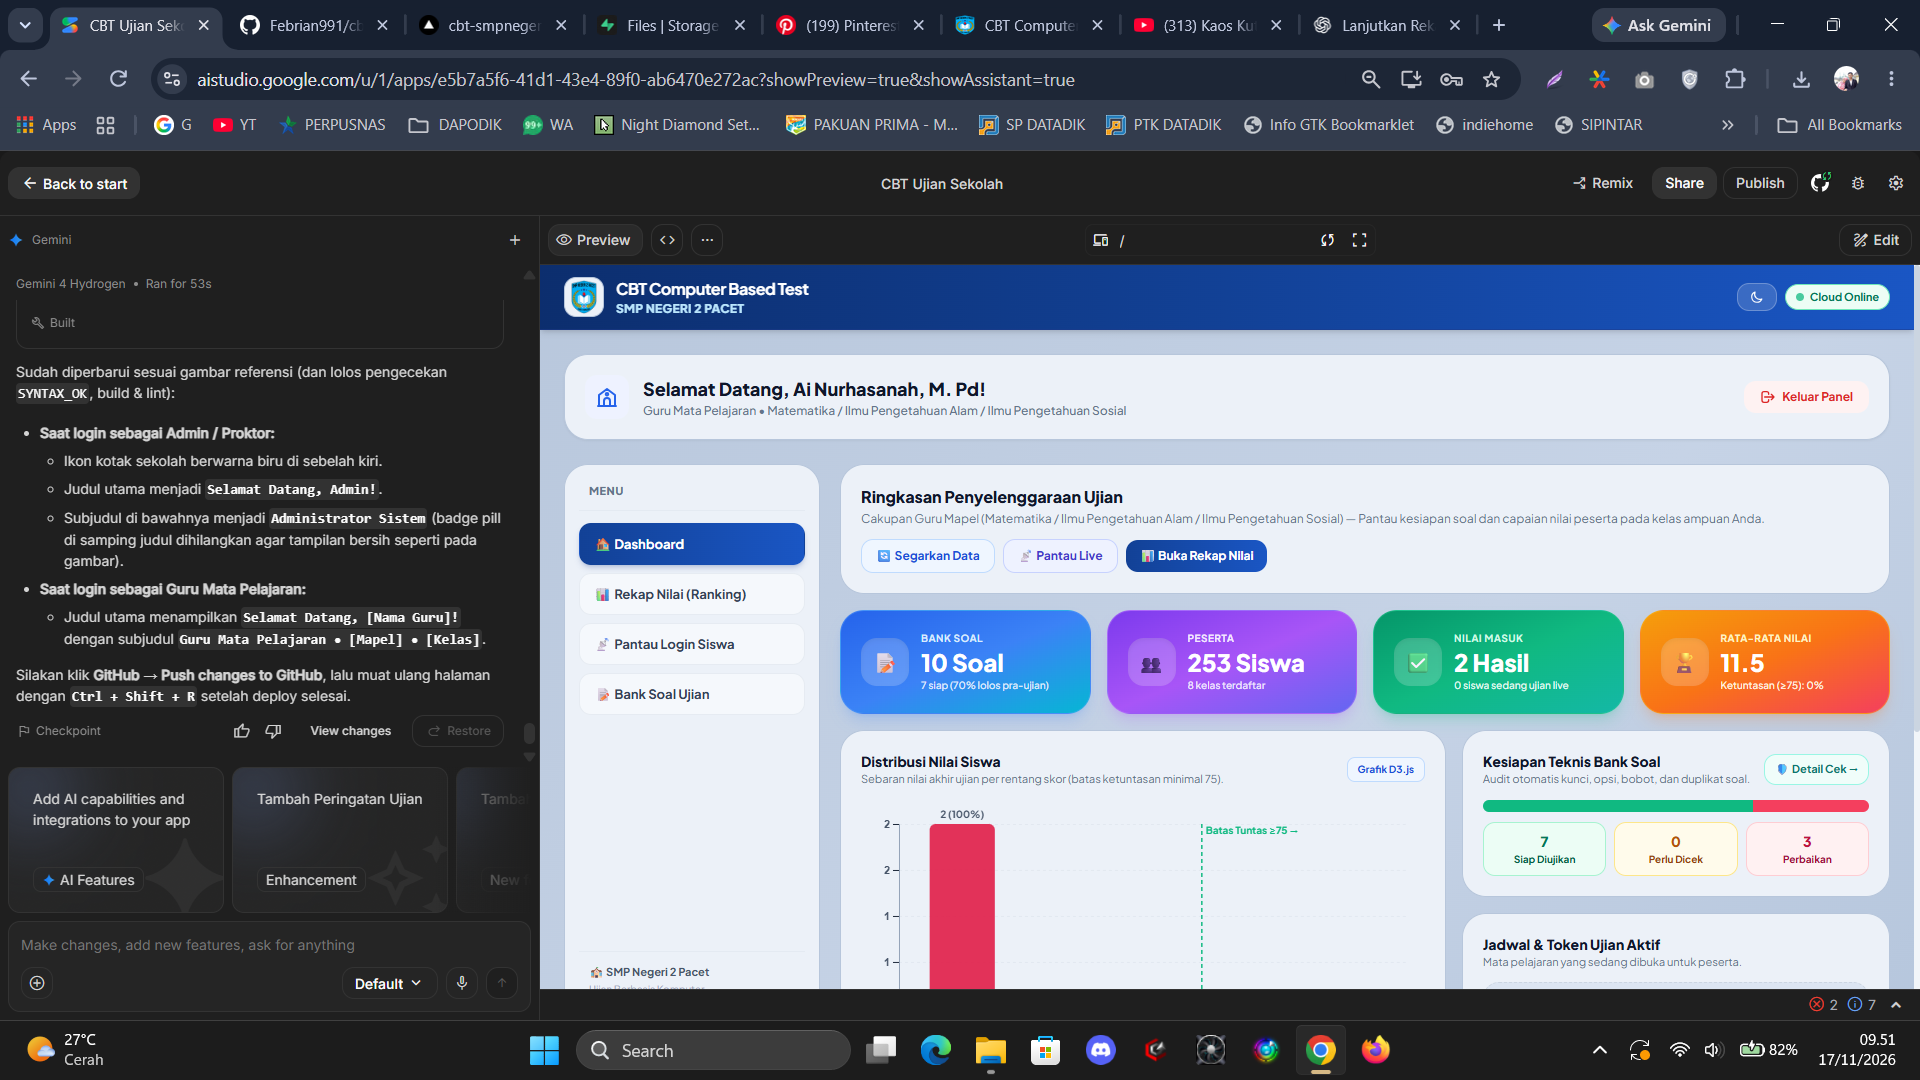 CBT Ujian Sek
Febrian991/cb
cbt-smpneger
Files | Storage
(199) Pinteres
CBT Compute
(313) Kaos Ku
Lanjutkan Rek
Ask Gemini
aistudio.google.com/u/1/apps/e5b7a5f6-41d1-43e4-89f0-ab6470e272ac?showPreview=true&showAssistant=true
Apps
G
YT
PERPUSNAS
DAPODIK
99+ WA
Night Diamond Set...
PAKUAN PRIMA - M...
SP DATADIK
PTK DATADIK
Info GTK Bookmarklet
indiehome
SIPINTAR
All Bookmarks
Back to start
CBT Ujian Sekolah
Remix
Share
Publish
Gemini
Preview
/
Edit
Gemini 4 Hydrogen • Ran for 53s
Built
Sudah diperbarui sesuai gambar referensi (dan lolos pengecekan
SYNTAX_OK, build & lint):
• Saat login sebagai Admin / Proktor:
Ikon kotak sekolah berwarna biru di sebelah kiri.
Judul utama menjadi Selamat Datang, Admin!.
Subjudul di bawahnya menjadi Administrator Sistem (badge pill
di samping judul dihilangkan agar tampilan bersih seperti pada
gambar).
• Saat login sebagai Guru Mata Pelajaran:
Judul utama menampilkan Selamat Datang, [Nama Guru]!
dengan subjudul Guru Mata Pelajaran • [Mapel] • [Kelas].
Silakan klik GitHub → Push changes to GitHub, lalu muat ulang halaman
dengan Ctrl + Shift + R setelah deploy selesai.
Checkpoint
View changes
Restore
Add AI capabilities and
integrations to your app
AI Features
Tambah Peringatan Ujian
Enhancement
Tamba
New
Make changes, add new features, ask for anything
Default
CBT Computer Based Test
SMP NEGERI 2 PACET
Cloud Online
Selamat Datang, Ai Nurhasanah, M. Pd!
Guru Mata Pelajaran • Matematika / Ilmu Pengetahuan Alam / Ilmu Pengetahuan Sosial
Keluar Panel
MENU
Dashboard
Rekap Nilai (Ranking)
Pantau Login Siswa
Bank Soal Ujian
SMP Negeri 2 Pacet
Ujian Berbasis Komputer
Ringkasan Penyelenggaraan Ujian
Cakupan Guru Mapel (Matematika / Ilmu Pengetahuan Alam / Ilmu Pengetahuan Sosial) — Pantau kesiapan soal dan capaian nilai peserta pada kelas ampuan Anda.
Segarkan Data
Pantau Live
Buka Rekap Nilai
BANK SOAL
10 Soal
7 siap (70% lolos pra-ujian)
PESERTA
253 Siswa
8 kelas terdaftar
NILAI MASUK
2 Hasil
0 siswa sedang ujian live
RATA-RATA NILAI
11.5
Ketuntasan (≥75): 0%
Distribusi Nilai Siswa
Sebaran nilai akhir ujian per rentang skor (batas ketuntasan minimal 75).
Grafik D3.js
2 (100%)
2
2
1
1
Batas Tuntas ≥75 →
Kesiapan Teknis Bank Soal
Audit otomatis kunci, opsi, bobot, dan duplikat soal.
Detail Cek →
7
Siap Diujikan
0
Perlu Dicek
3
Perbaikan
Jadwal & Token Ujian Aktif
Mata pelajaran yang sedang dibuka untuk peserta.
2
7
27°C
Cerah
Search
82%
09.51
17/11/2026